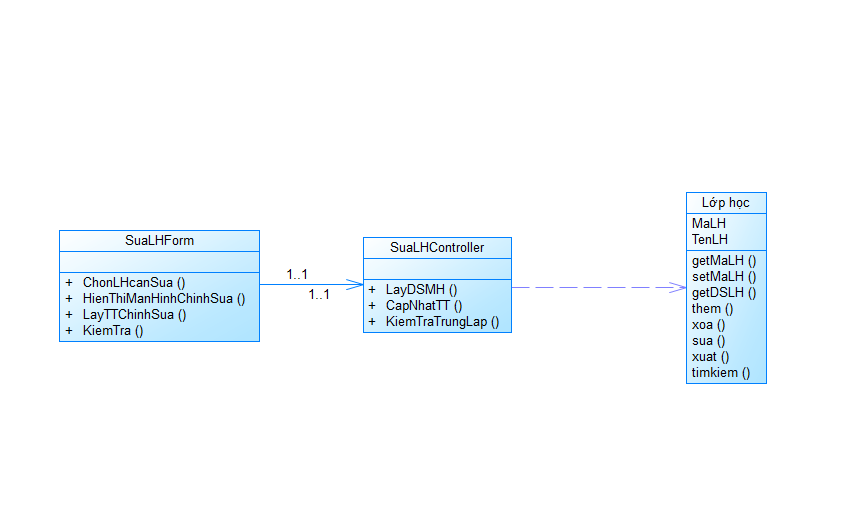 SuaLHForm
+ ChonLHcanSua ()
+ HienThiManHinhChinhSua ()
+ LayTTChinhSua ()
+ KiemTra ()
1..1
1..1
SuaLHController
+ LayDSMH ()
+ CapNhatTT ()
+ KiemTraTrungLap ()
Lớp học
MaLH
TenLH
getMaLH ()
setMaLH ()
getDSLH ()
them ()
xoa ()
sua ()
xuat ()
timkiem ()